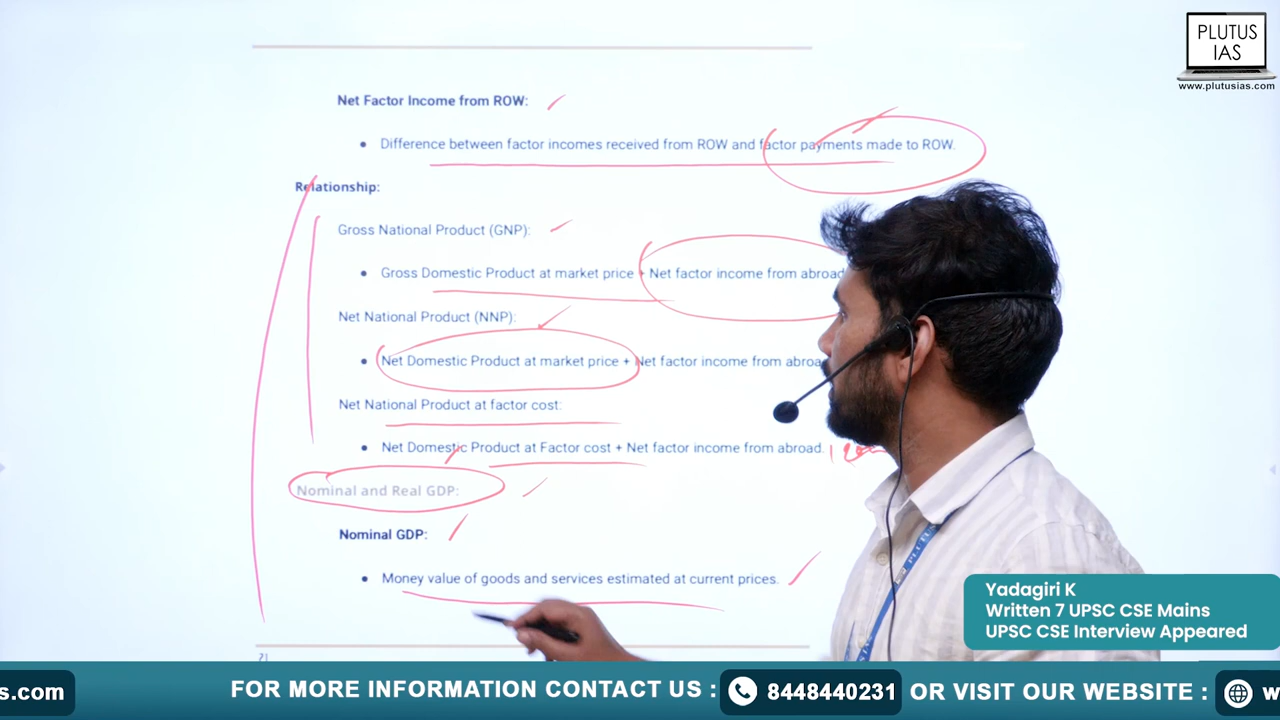 PLUTUS
IAS
www.plutusias.com
Net Factor Income from ROW:
• Difference between factor incomes received from ROW and factor payments made to ROW.
Relationship:
Gross National Product (GNP):
• Gross Domestic Product at market price + Net factor income from abroad
Net National Product (NNP):
• Net Domestic Product at market price + Net factor income from abroa
Net National Product at factor cost:
• Net Domestic Product at Factor cost + Net factor income from abroad.
Nominal and Real GDP:
Nominal GDP:
• Money value of goods and services estimated at current prices.
21
Yadagiri K
Written 7 UPSC CSE Mains
UPSC CSE Interview Appeared
s.com
FOR MORE INFORMATION CONTACT US : 8448440231 OR VISIT OUR WEBSITE : w